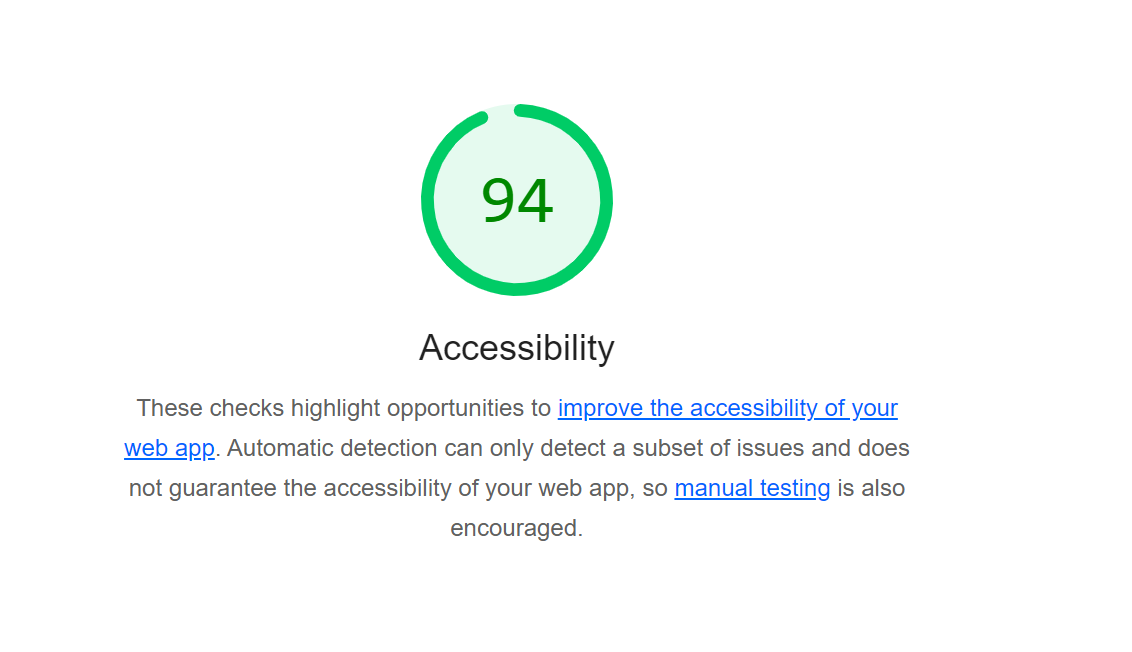 94
Accessibility
These checks highlight opportunities to improve the accessibility of your
web app. Automatic detection can only detect a subset of issues and does
not guarantee the accessibility of your web app, so manual testing is also
encouraged.